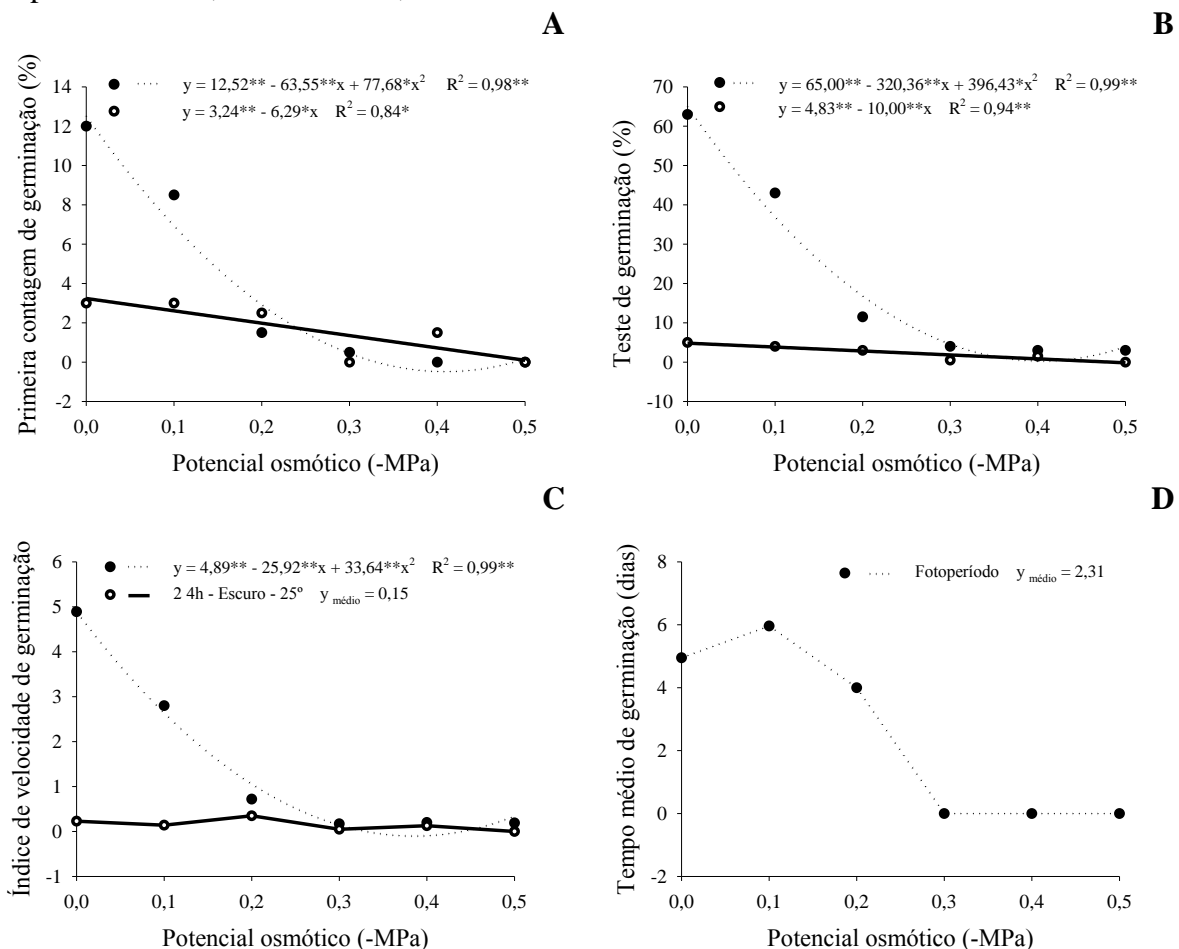 A
Primeira contagem de germinação (%)
14
12
10
8
6
4
2
0
-2
y = 12,52** - 63,55**x + 77,68*x² R² = 0,98**
y = 3,24** - 6,29*x R² = 0,84*
0,0 0,1 0,2 0,3 0,4 0,5
Potencial osmótico (-MPa)
B
Teste de germinação (%)
70
60
50
40
30
20
10
0
-10
y = 65,00** - 320,36**x + 396,43*x² R² = 0,99**
y = 4,83** - 10,00**x R² = 0,94**
0,0 0,1 0,2 0,3 0,4 0,5
Potencial osmótico (-MPa)
C
Índice de velocidade de germinação
6
5
4
3
2
1
0
-1
y = 4,89** - 25,92**x + 33,64**x² R² = 0,99**
2 4h - Escuro - 25º y médio = 0,15
0,0 0,1 0,2 0,3 0,4 0,5
Potencial osmótico (-MPa)
D
Tempo médio de germinação (dias)
8
6
4
2
0
-2
Fotoperíodo y médio = 2,31
0,0 0,1 0,2 0,3 0,4 0,5
Potencial osmótico (-MPa)